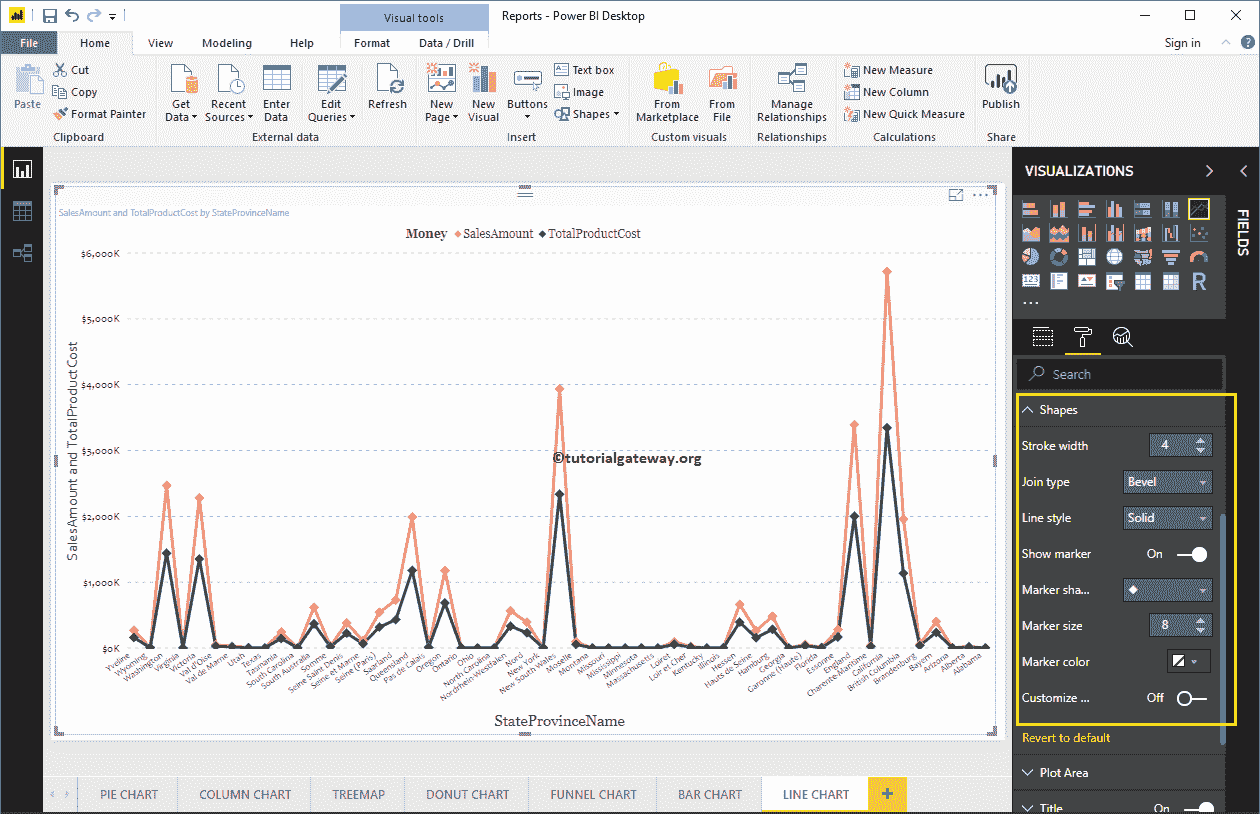 Visual tools
Reports - Power BI Desktop
File
Home
View
Modeling
Help
Format
Data / Drill
Sign in
?
Paste
Cut
Copy
Format Painter
Clipboard
Get Data
Recent Sources
Enter Data
Edit Queries
External data
Refresh
New Page
New Visual
Buttons
Text box
Image
Shapes
Insert
From Marketplace
From File
Custom visuals
Manage Relationships
Relationships
New Measure
New Column
New Quick Measure
Calculations
Publish
Share
SalesAmount and TotalProductCost by StateProvinceName
Money SalesAmount TotalProductCost
SalesAmount and TotalProductCost
$6,000K
$5,000K
$4,000K
$3,000K
$2,000K
$1,000K
$0K
©tutorialgateway.org
Yveline
Wyoming
Washington
Virginia
Victoria
Val d'Oise
Val de Marne
Utah
Texas
Tasmania
South Carolina
South Australia
Somme
Seine Saint Denis
Seine et Marne
Seine (Paris)
Saarland
Queensland
Pas de Calais
Oregon
Ontario
Ohio
North Carolina
Nordrhein-Westfalen
Nord
New York
New South Wales
Moselle
Montana
Missouri
Mississippi
Minnesota
Massachusetts
Loiret
Loir et Cher
Kentucky
Illinois
Hessen
Hauts de Seine
Hamburg
Georgia
Garonne (Haute)
Florida
Essonne
England
Charente-Maritime
California
British Columbia
Brandenburg
Bayern
Arizona
Alberta
Alabama
StateProvinceName
PIE CHART
COLUMN CHART
TREEMAP
DONUT CHART
FUNNEL CHART
BAR CHART
LINE CHART
+
VISUALIZATIONS
FIELDS
123
R
...
Search
Shapes
Stroke width 4
Join type Bevel
Line style Solid
Show marker On
Marker sha...
Marker size 8
Marker color
Customize ... Off
Revert to default
Plot Area
Title On